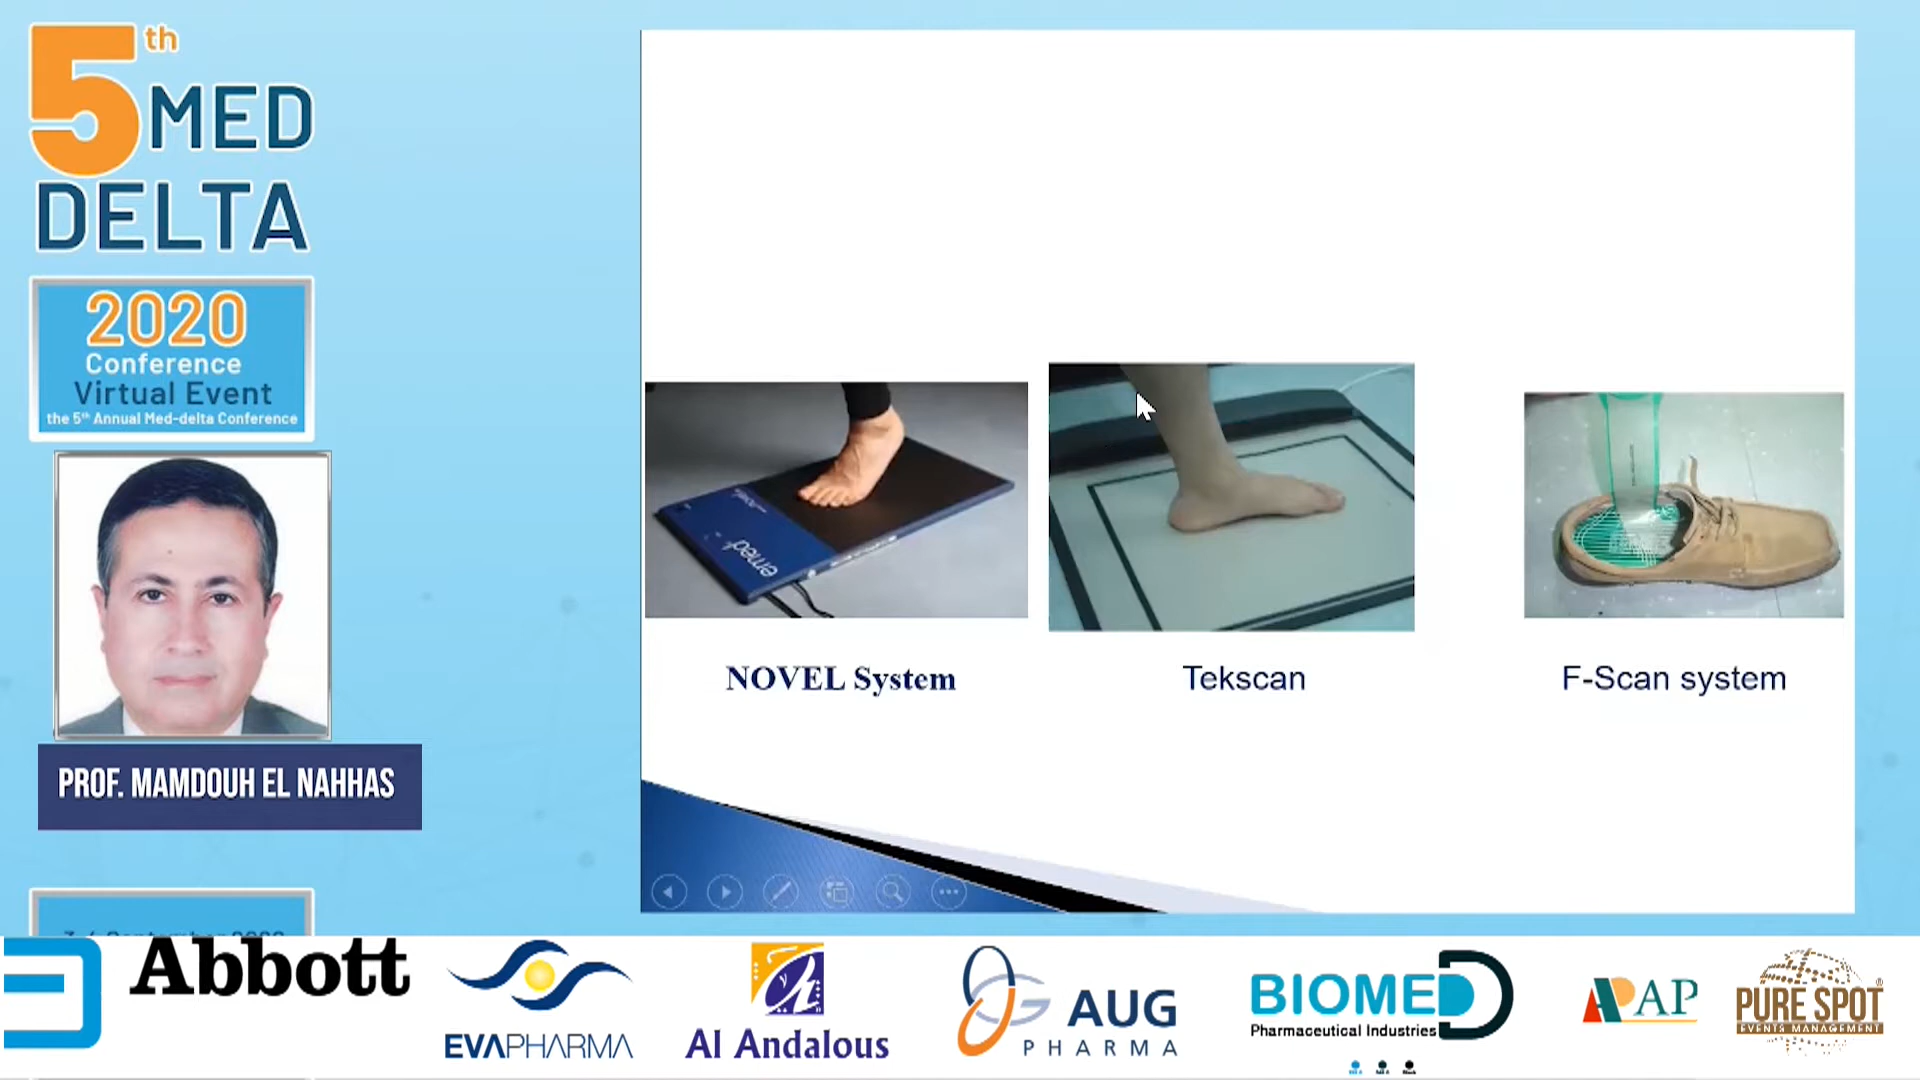 5th MED
DELTA
2020
Conference
Virtual Event
the 5th Annual Med-delta Conference
PROF. MAMDOUH EL NAHHAS
emed
NOVEL System
Tekscan
F-Scan system
Abbott
EVAPHARMA
Al Andalous
AUG
PHARMA
BIOMED
Pharmaceutical Industries
AP
PURE SPOT®
EVENTS MANAGEMENT